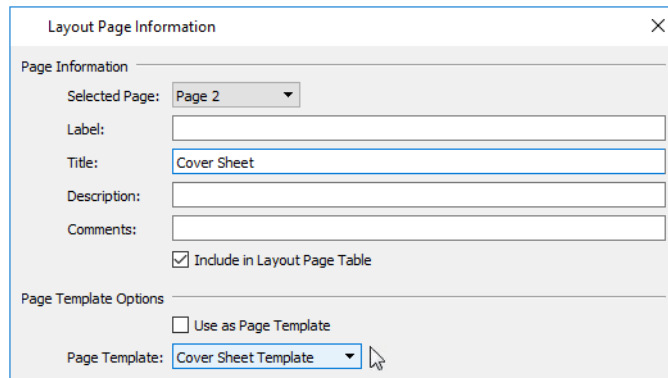 Layout Page Information
Page Information
Selected Page: Page 2
Label:
Title: Cover Sheet
Description:
Comments:
Include in Layout Page Table
Page Template Options
Use as Page Template
Page Template: Cover Sheet Template